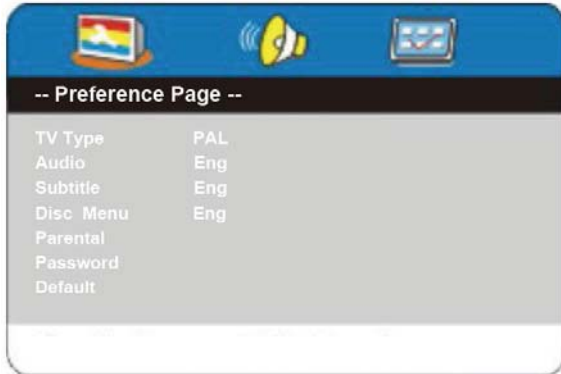 -- Preference Page --
TV Type PAL
Audio Eng
Subtitle Eng
Disc Menu Eng
Parental
Password
Default